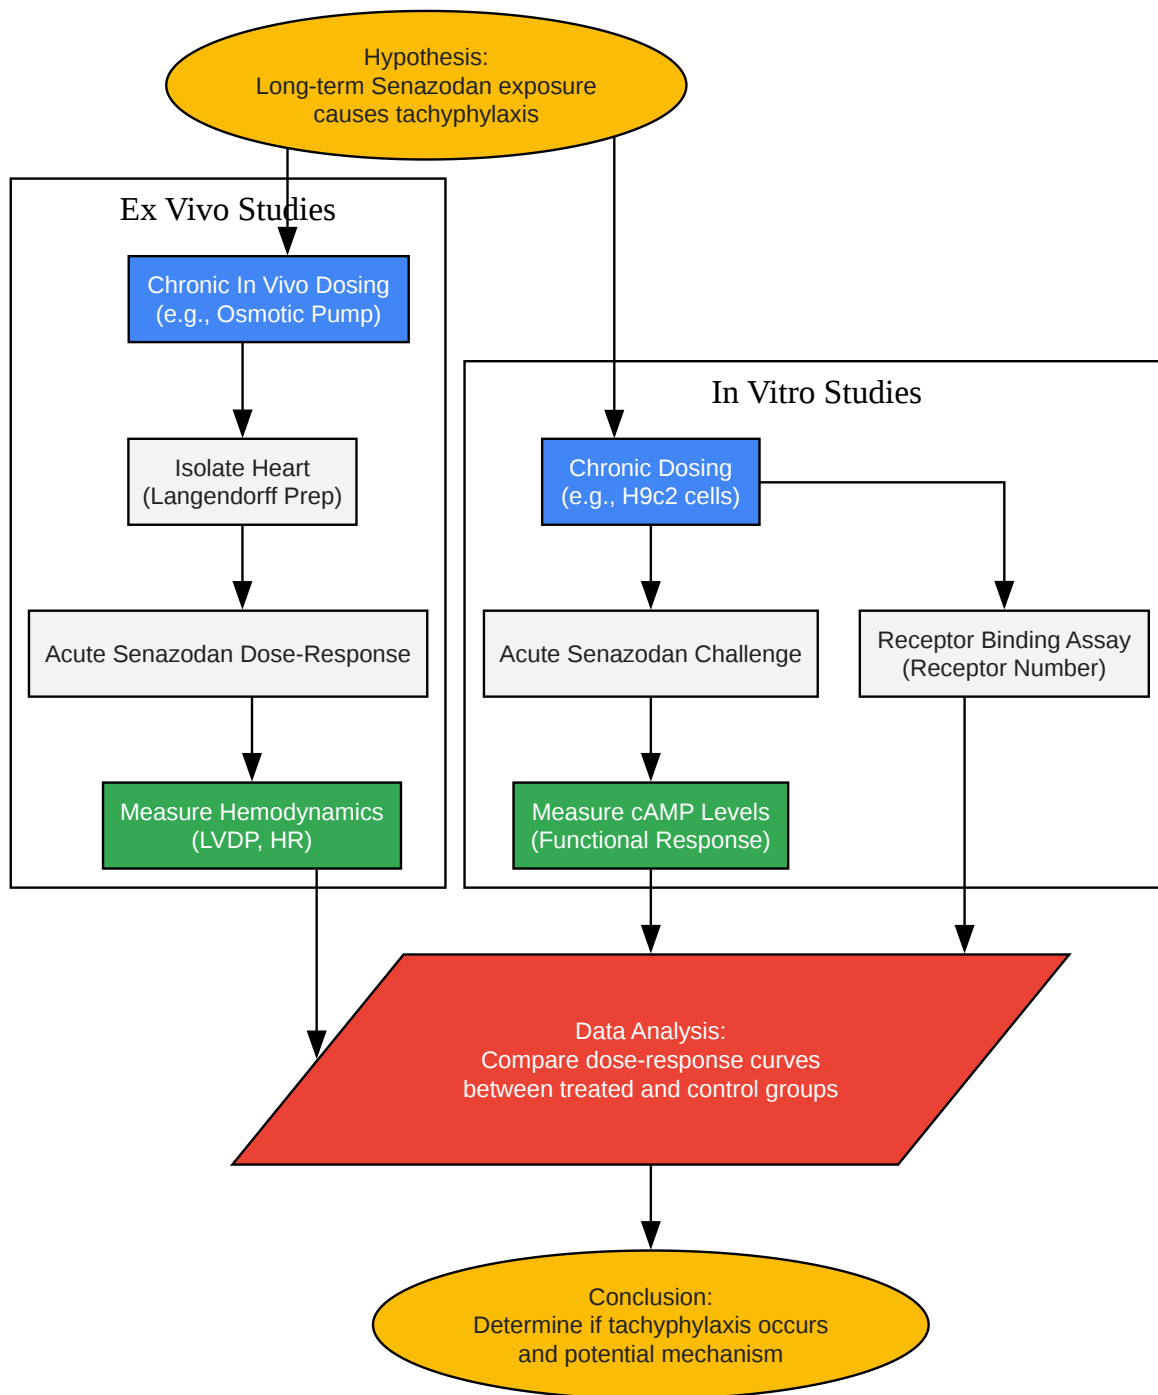 Hypothesis:
Long-term Senazodan exposure
causes tachyphylaxis
Ex Vivo Studies
Chronic In Vivo Dosing
(e.g., Osmotic Pump)
Isolate Heart
(Langendorff Prep)
Acute Senazodan Dose-Response
Measure Hemodynamics
(LVDP, HR)
In Vitro Studies
Chronic Dosing
(e.g., H9c2 cells)
Acute Senazodan Challenge
Receptor Binding Assay
(Receptor Number)
Measure cAMP Levels
(Functional Response)
Data Analysis:
Compare dose-response curves
between treated and control groups
Conclusion:
Determine if tachyphylaxis occurs
and potential mechanism